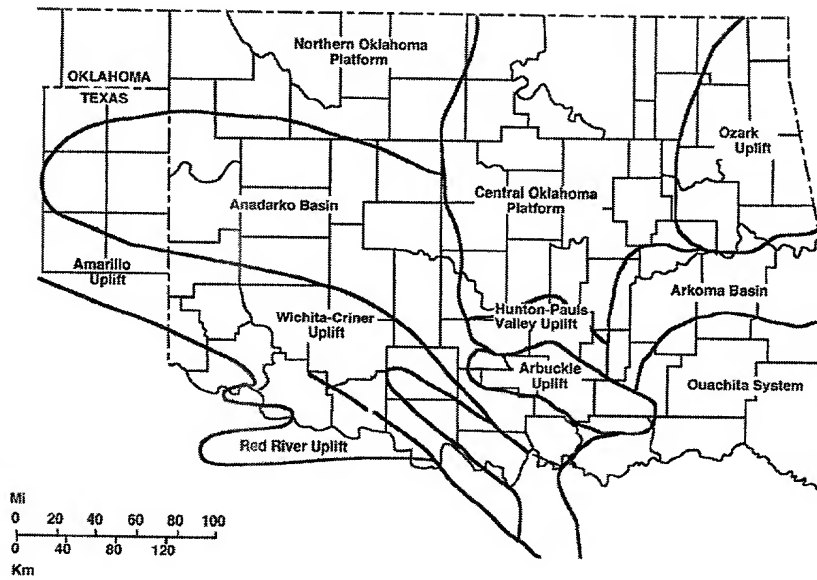 Northern Oklahoma
Platform
OKLAHOMA
TEXAS
Ozark
Uplift
Anadarko Basin
Central Oklahoma
Platform
Amarillo
Uplift
Arkoma Basin
Wichita-Criner
Uplift
Hunton-Pauls
Valley Uplift
Arbuckle
Uplift
Ouachita System
Red River Uplift
Mi
0 20 40 60 80 100
0 40 80 120
Km